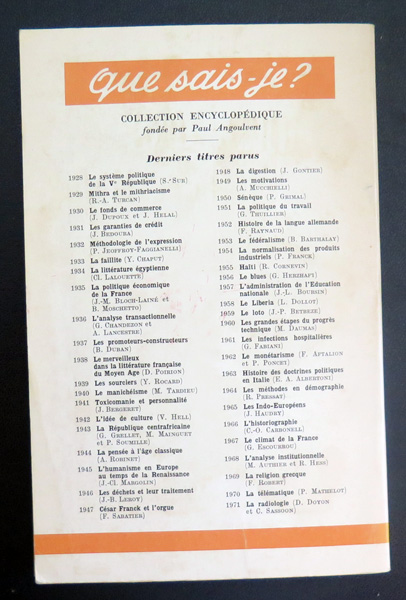 que sais-je?
COLLECTION ENCYCLOPÉDIQUE
fondée par Paul Angoulvent
Derniers titres parus
1928 Le système politique
de la Vᵉ République (S. Sur)
1929 Mithra et le mithriacisme
(R.-A. Turcan)
1930 Le fonds de commerce
(J. Dupoux et J. Helal)
1931 Les garanties de crédit
(J. Bedoura)
1932 Méthodologie de l'expression
(P. Jeoffroy-Faggianelli)
1933 La faillite (Y. Chaput)
1934 La littérature égyptienne
(Cl. Lalouette)
1935 La politique économique
de la France
(J.-M. Bloch-Lainé et
B. Moschetto)
1936 L'analyse transactionnelle
(G. Chandezon et
A. Lancestre)
1937 Les promoteurs-constructeurs
(B. Duran)
1938 Le merveilleux
dans la littérature française
du Moyen Age (D. Poirion)
1939 Les sourciers (Y. Rocard)
1940 Le manichéisme (M. Tardieu)
1941 Toxicomanie et personnalité
(J. Bergeret)
1942 L'idée de culture (V. Hell)
1943 La République centrafricaine
(G. Grellet, M. Mainguet
et P. Soumille)
1944 La pensée à l'âge classique
(A. Robinet)
1945 L'humanisme en Europe
au temps de la Renaissance
(J.-Cl. Margolin)
1946 Les déchets et leur traitement
(J.-B. Leroy)
1947 César Franck et l'orgue
(F. Sabatier)
1948 La digestion (J. Gontier)
1949 Les motivations
(A. Mucchielli)
1950 Sénèque (P. Grimal)
1951 La politique du travail
(G. Thuillier)
1952 Histoire de la langue allemande
(F. Raynaud)
1953 Le fédéralisme (B. Barthalay)
1954 La normalisation des produits
industriels (P. Franck)
1955 Haïti (R. Cornevin)
1956 Le blues (G. Herzhaft)
1957 L'administration de l'Education
nationale (J.-L. Boursin)
1958 Le Liberia (L. Dollot)
1959 Le loto (J.-P. Betbeze)
1960 Les grandes étapes du progrès
technique (M. Daumas)
1961 Les infections hospitalières
(G. Fabiani)
1962 Le monétarisme (F. Aftalion
et P. Poncet)
1963 Histoire des doctrines politiques
en Italie (E. A. Albertoni)
1964 Les méthodes en démographie
(R. Pressat)
1965 Les Indo-Européens
(J. Haudry)
1966 L'historiographie
(C.-O. Carbonell)
1967 Le climat de la France
(G. Escourrou)
1968 L'analyse institutionnelle
(M. Authier et R. Hess)
1969 La religion grecque
(F. Robert)
1970 La télématique (P. Mathelot)
1971 La radiologie (D. Doyon
et C. Sasson)